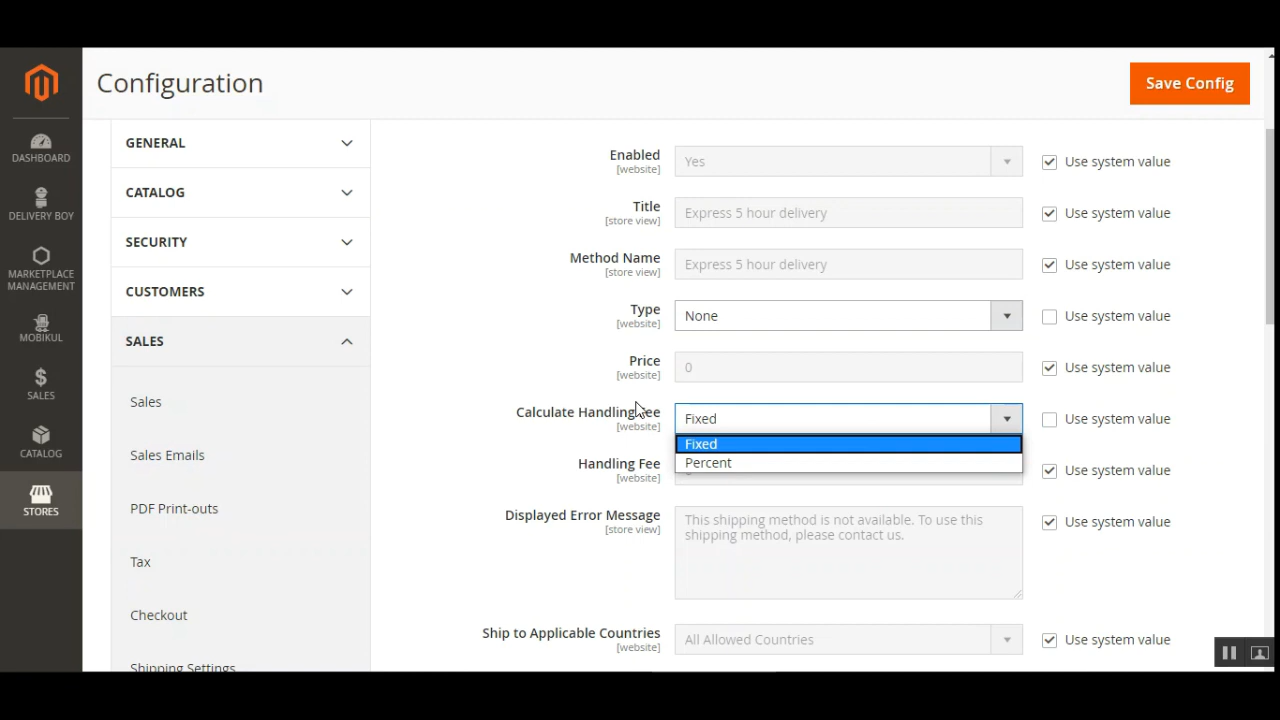 Configuration
Save Config
DASHBOARD
DELIVERY BOY
MARKETPLACE
MANAGEMENT
MOBIKUL
SALES
CATALOG
STORES
GENERAL
CATALOG
SECURITY
CUSTOMERS
SALES
Sales
Sales Emails
PDF Print-outs
Tax
Checkout
Shipping Settings
Enabled
[website]
Yes
Use system value
Title
[store view]
Express 5 hour delivery
Use system value
Method Name
[store view]
Express 5 hour delivery
Use system value
Type
[website]
None
Use system value
Price
[website]
0
Use system value
Calculate Handling Fee
[website]
Fixed
Use system value
Fixed
Percent
Handling Fee
[website]
Use system value
Displayed Error Message
[store view]
This shipping method is not available. To use this
shipping method, please contact us.
Use system value
Ship to Applicable Countries
[website]
All Allowed Countries
Use system value